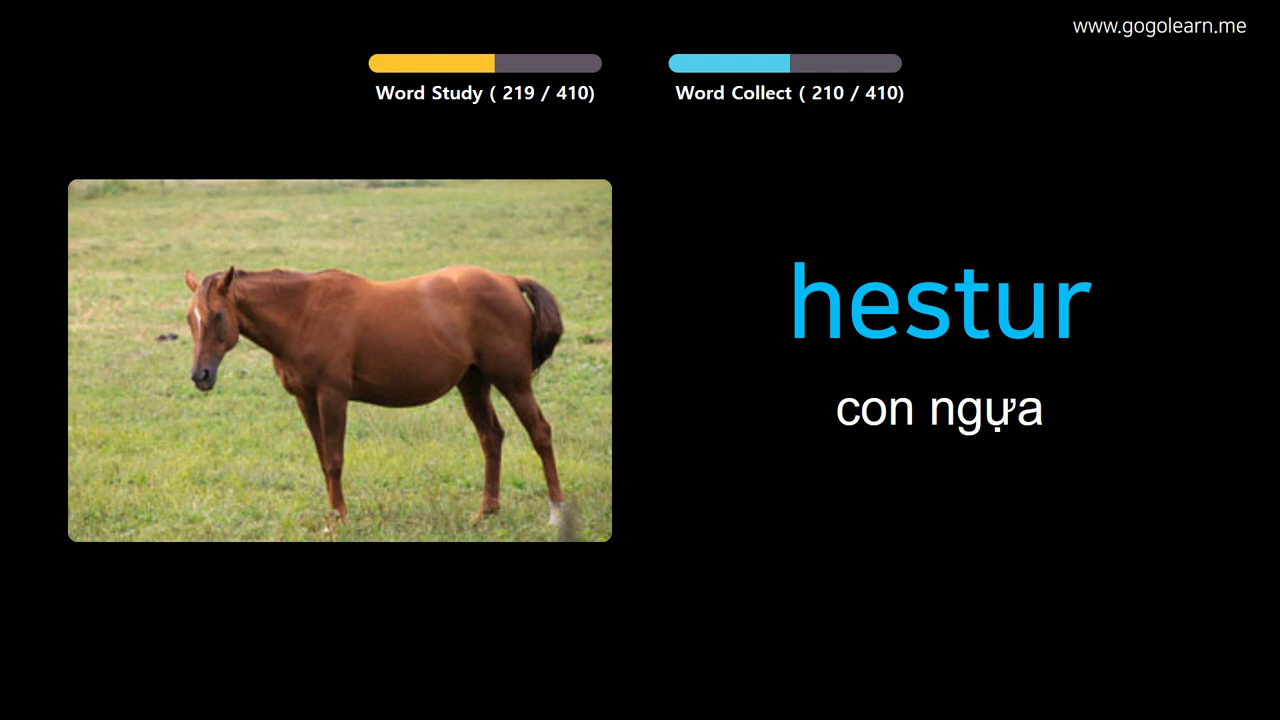 www.gogolearn.me
Word Study ( 219 / 410)
Word Collect ( 210 / 410)
hestur
con ngựa